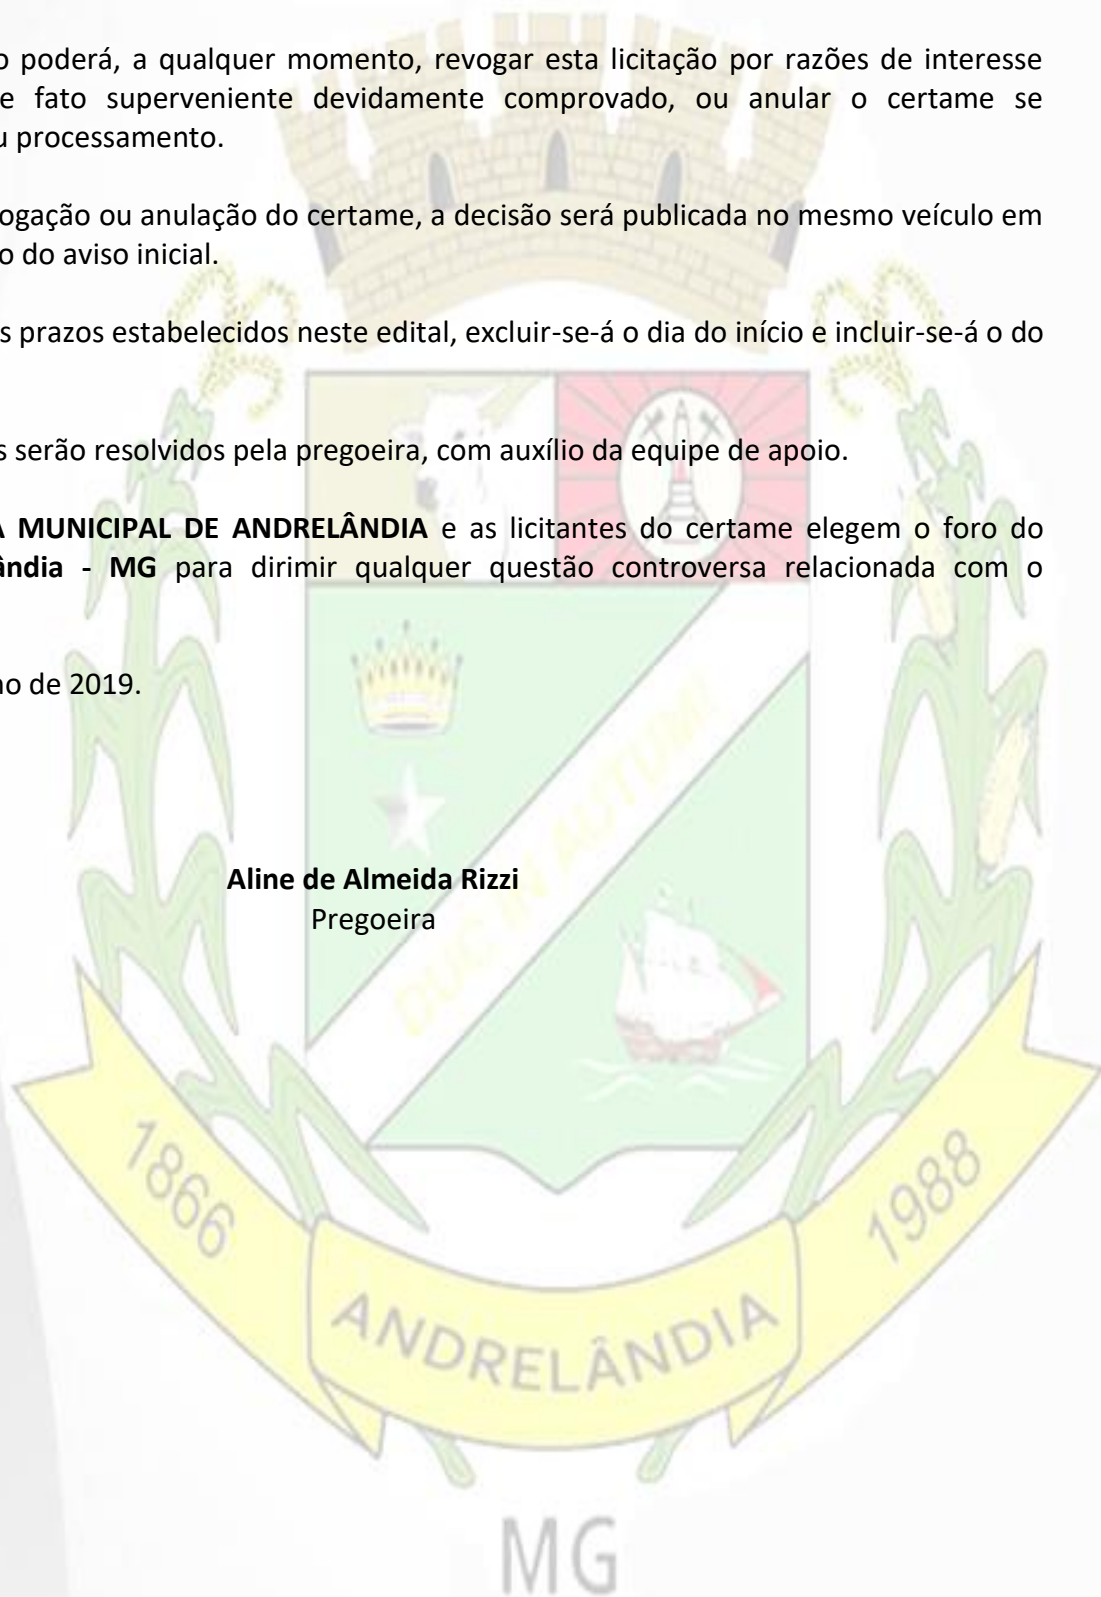 o poderá, a qualquer momento, revogar esta licitação por razões de interesse
e fato superveniente devidamente comprovado, ou anular o certame se
u processamento.
ogação ou anulação do certame, a decisão será publicada no mesmo veículo em
o do aviso inicial.
s prazos estabelecidos neste edital, excluir-se-á o dia do início e incluir-se-á o do
s serão resolvidos pela pregoeira, com auxílio da equipe de apoio.
A MUNICIPAL DE ANDRELÂNDIA e as licitantes do certame elegem o foro do
ândia - MG para dirimir qualquer questão controversa relacionada com o
ho de 2019.
Aline de Almeida Rizzi
Pregoeira
DUC IN ALTUM
1866
ANDRELÂNDIA
1988
MG